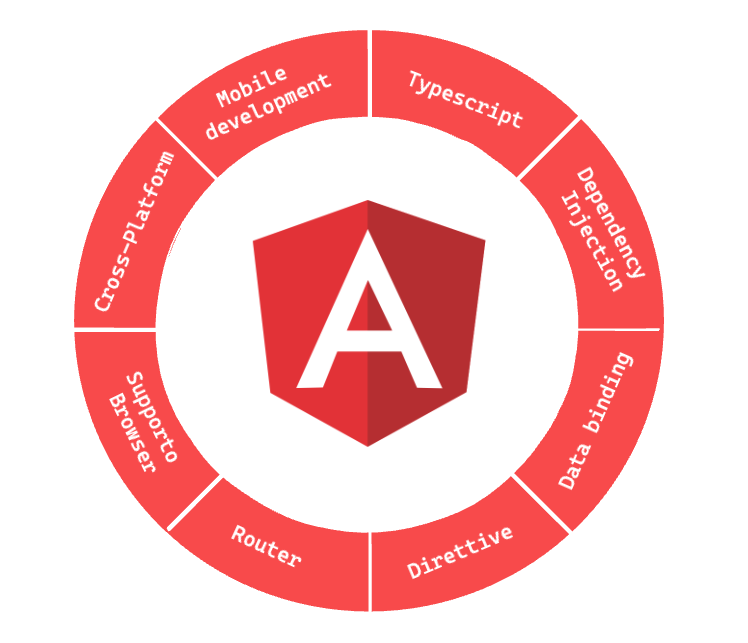 Mobile
development
Typescript
Dependency
Injection
Data binding
Direttive
Router
Supporto
Browser
Cross-Platform
A